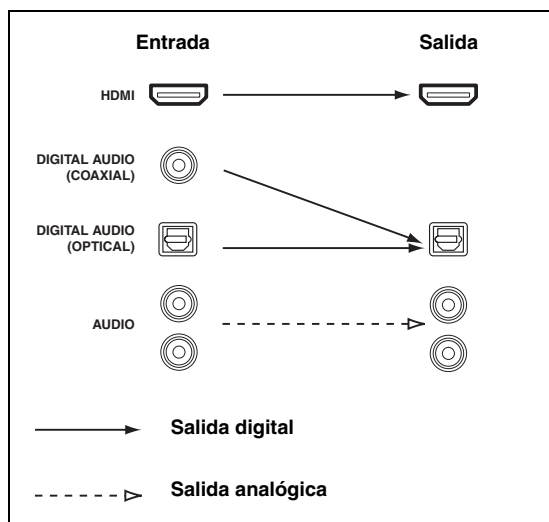 Entrada Salida
HDMI
DIGITAL AUDIO
(COAXIAL)
DIGITAL AUDIO
(OPTICAL)
AUDIO
Salida digital
Salida analógica